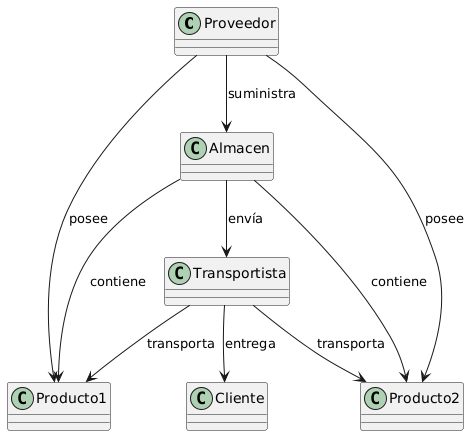 C Proveedor
suministra
C Almacen
posee
envía
posee
contiene
contiene
C Transportista
transporta
entrega
transporta
C Producto1
C Cliente
C Producto2